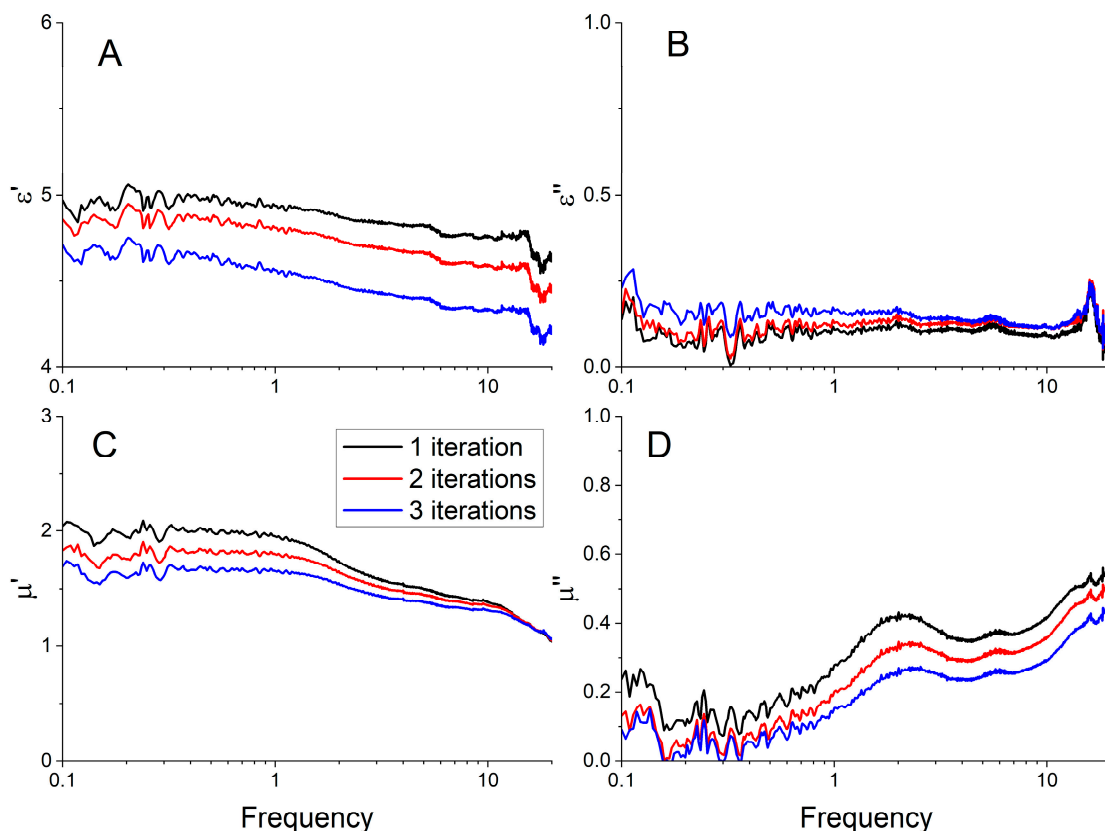 6
A
5
ε'
4
0.1 1 10
1.0
B
0.5
ε''
0.0
0.1 1 10
3
C
2
μ'
1
0
0.1 1 10
Frequency
1 iteration
2 iterations
3 iterations
1.0
D
0.8
0.6
μ''
0.4
0.2
0.0
0.1 1 10
Frequency